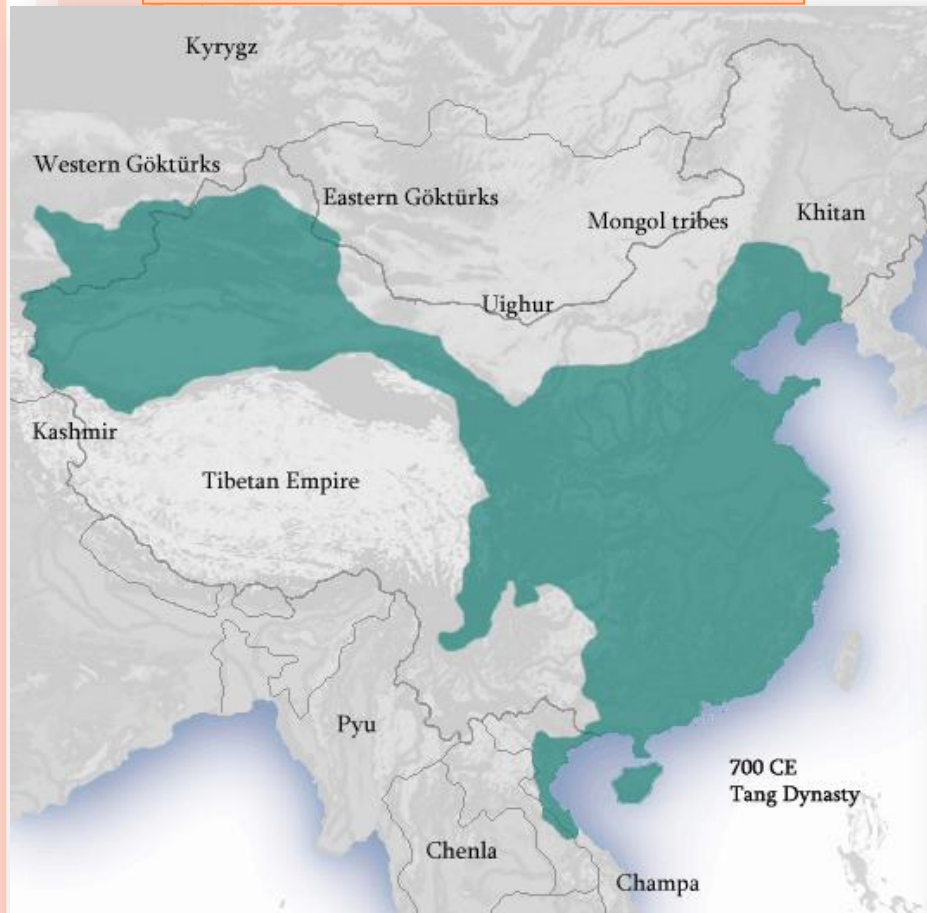 Kyrygz
Western Göktürks
Eastern Göktürks
Mongol tribes
Khitan
Uighur
Kashmir
Tibetan Empire
Pyu
700 CE
Tang Dynasty
Chenla
Champa